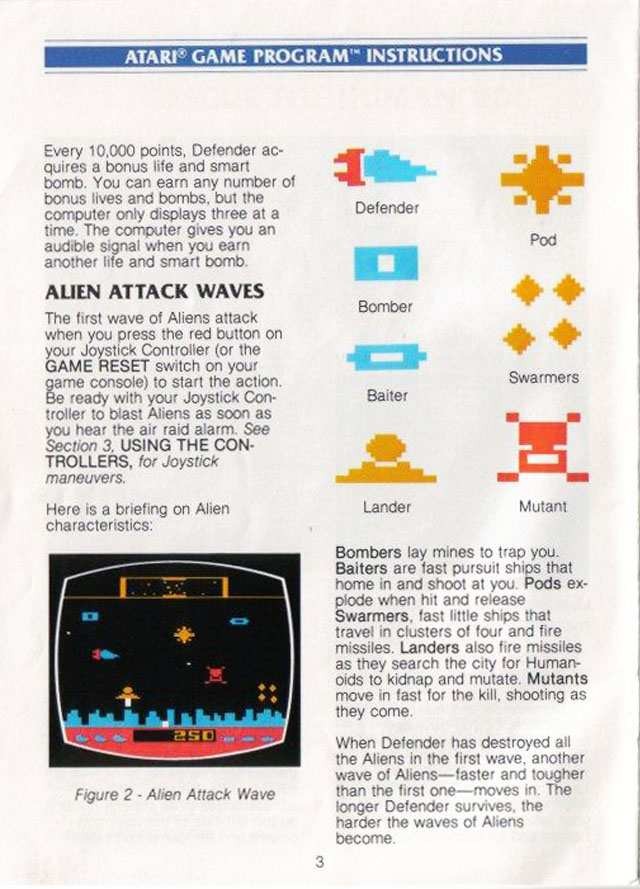 ATARI® GAME PROGRAM™ INSTRUCTIONS
Every 10,000 points, Defender ac-
quires a bonus life and smart
bomb. You can earn any number of
bonus lives and bombs, but the
computer only displays three at a
time. The computer gives you an
audible signal when you earn
another life and smart bomb.
ALIEN ATTACK WAVES
The first wave of Aliens attack
when you press the red button on
your Joystick Controller (or the
GAME RESET switch on your
game console) to start the action.
Be ready with your Joystick Con-
troller to blast Aliens as soon as
you hear the air raid alarm. See
Section 3, USING THE CON-
TROLLERS, for Joystick
maneuvers.
Here is a briefing on Alien
characteristics:
250
Figure 2 - Alien Attack Wave
Defender
Pod
Bomber
Baiter
Swarmers
Lander
Mutant
Bombers lay mines to trap you.
Baiters are fast pursuit ships that
home in and shoot at you. Pods ex-
plode when hit and release
Swarmers, fast little ships that
travel in clusters of four and fire
missiles. Landers also fire missiles
as they search the city for Human-
oids to kidnap and mutate. Mutants
move in fast for the kill, shooting as
they come.
When Defender has destroyed all
the Aliens in the first wave, another
wave of Aliens—faster and tougher
than the first one—moves in. The
longer Defender survives, the
harder the waves of Aliens
become.
3